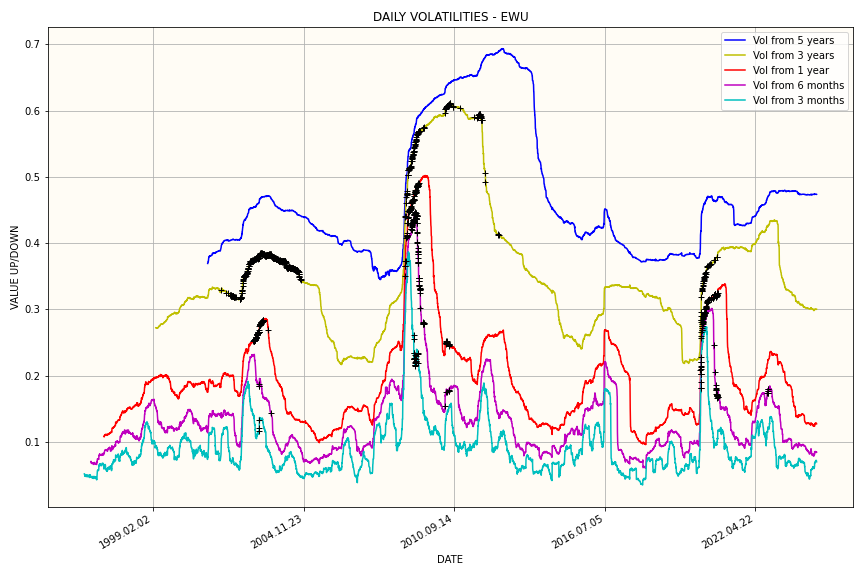 DAILY VOLATILITIES - EWU
Vol from 5 years
Vol from 3 years
Vol from 1 year
Vol from 6 months
Vol from 3 months
VALUE UP/DOWN
0.7
0.6
0.5
0.4
0.3
0.2
0.1
1999.02.02
2004.11.23
2010.09.14
2016.07.05
2022.04.22
DATE